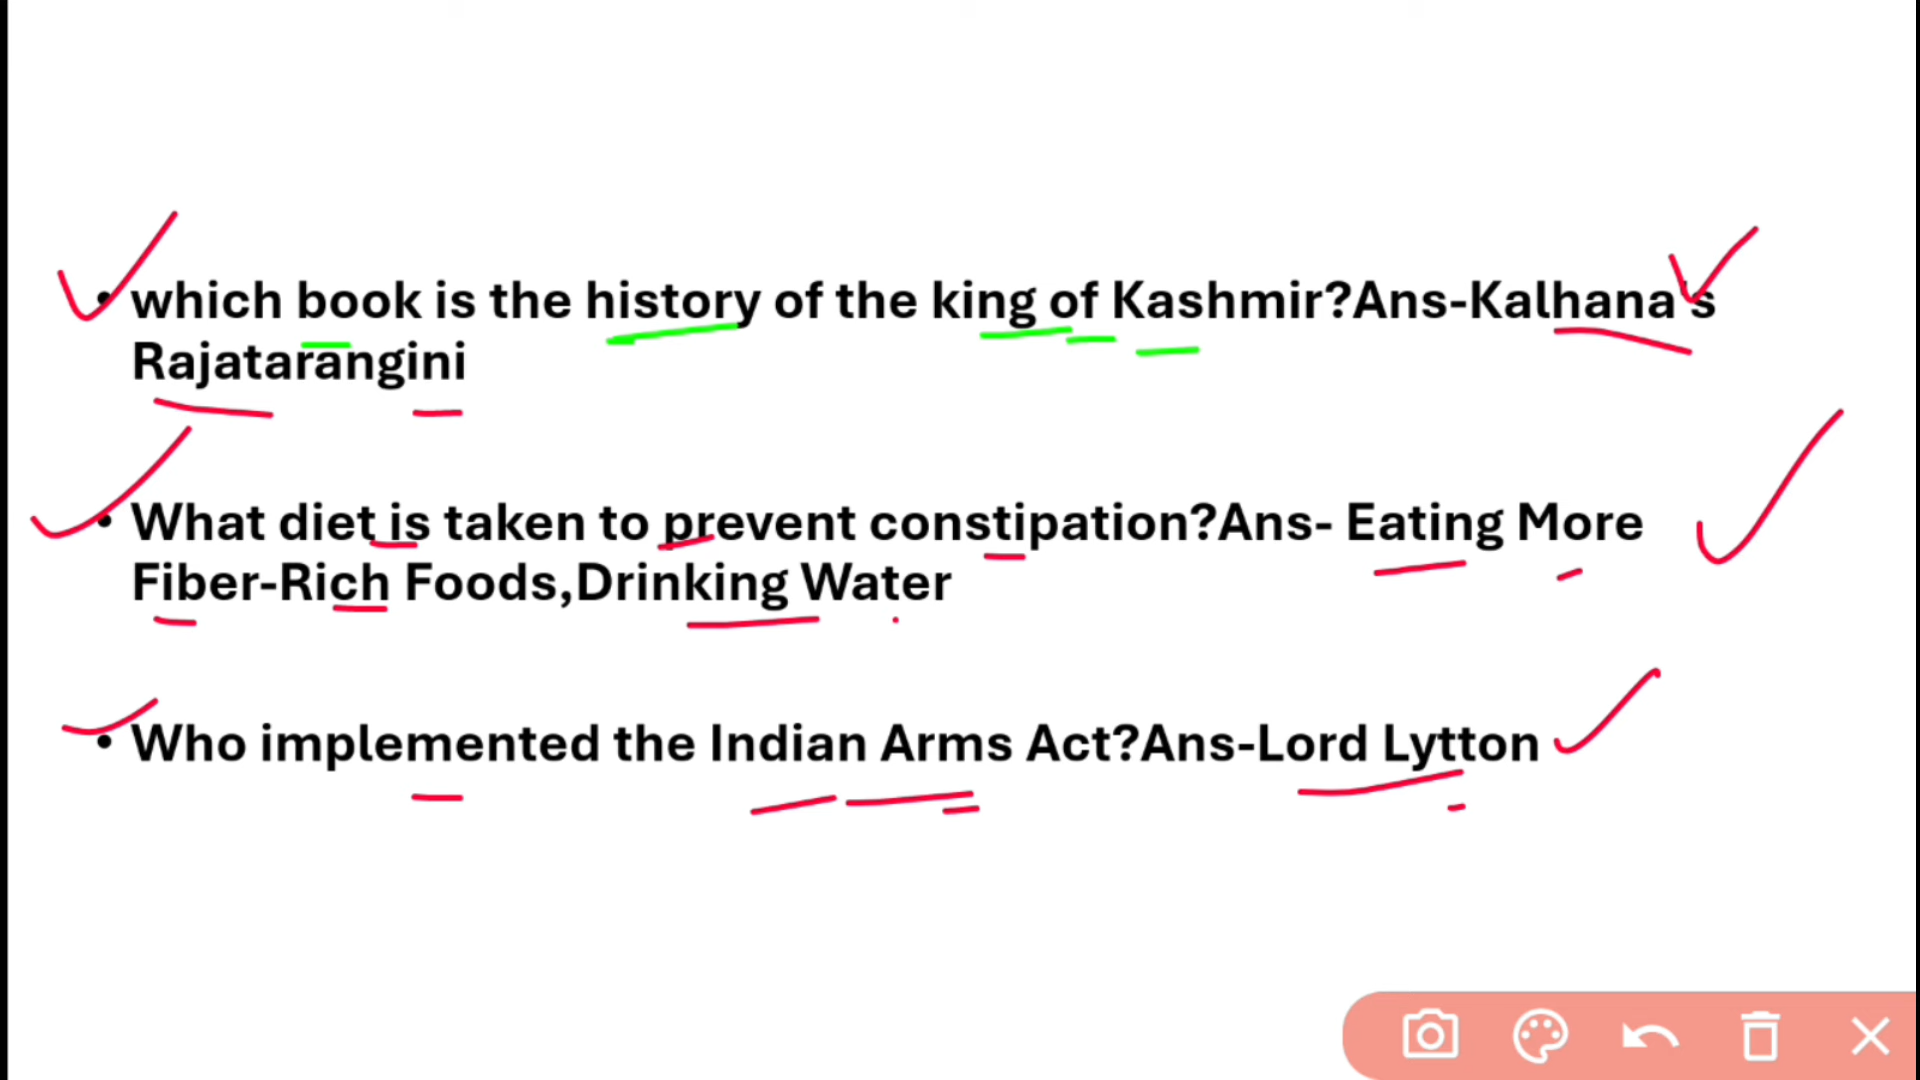 • which book is the history of the king of Kashmir?Ans-Kalhana's
Rajatarangini
• What diet is taken to prevent constipation?Ans- Eating More
Fiber-Rich Foods,Drinking Water
• Who implemented the Indian Arms Act?Ans-Lord Lytton